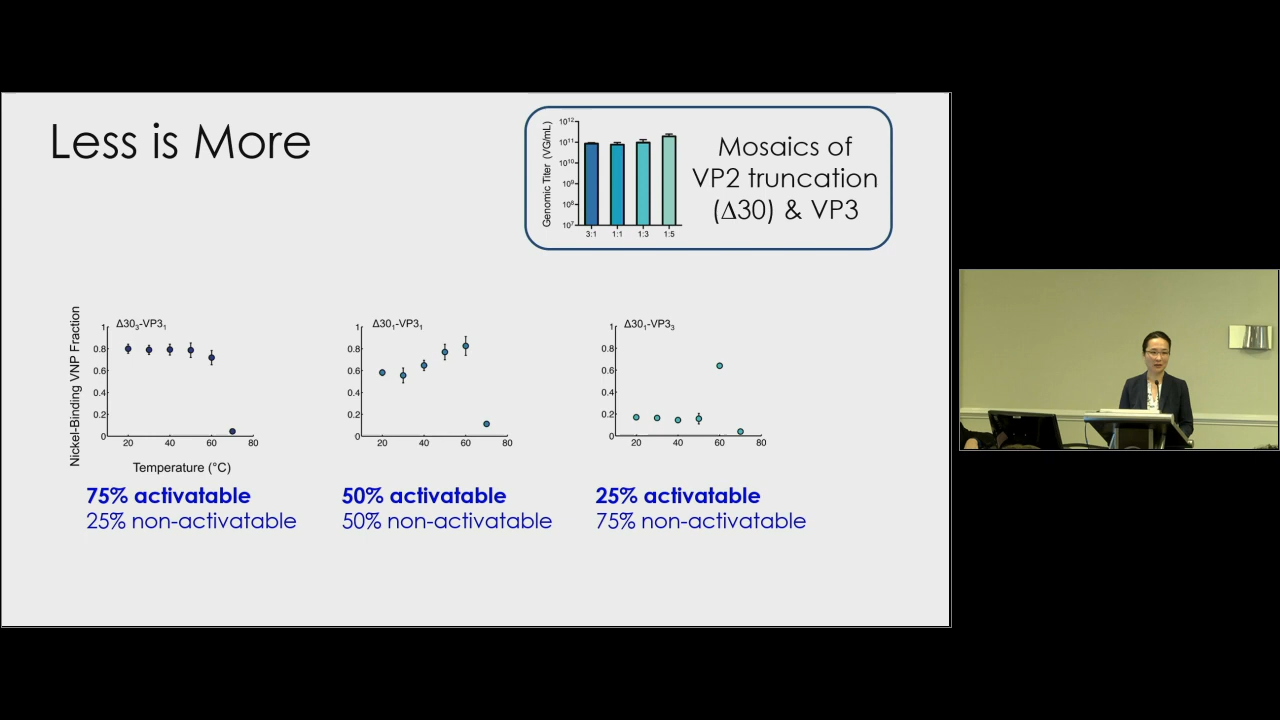 Less is More
Genomic Titer (VG/mL)
10¹²
10¹¹
10¹⁰
10⁹
10⁸
10⁷
3:1 1:1 1:3 1:5
Mosaics of
VP2 truncation
(Δ30) & VP3
Nickel-Binding VNP Fraction
Δ30₃-VP3₁
1
0.8
0.6
0.4
0.2
0
20 40 60 80
Temperature (°C)
75% activatable
25% non-activatable
Δ30₁-VP3₁
1
0.8
0.6
0.4
0.2
0
20 40 60 80
50% activatable
50% non-activatable
Δ30₁-VP3₃
1
0.8
0.6
0.4
0.2
0
20 40 60 80
25% activatable
75% non-activatable